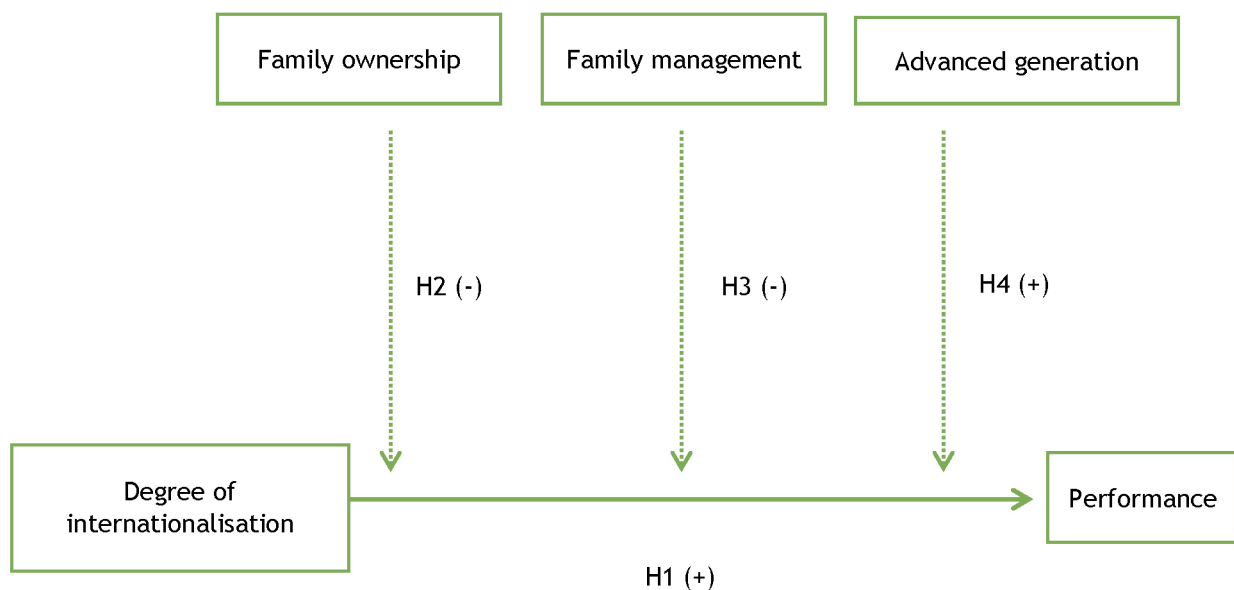 Family ownership
Family management
Advanced generation
H2 (-)
H3 (-)
H4 (+)
Degree of
internationalisation
Performance
H1 (+)